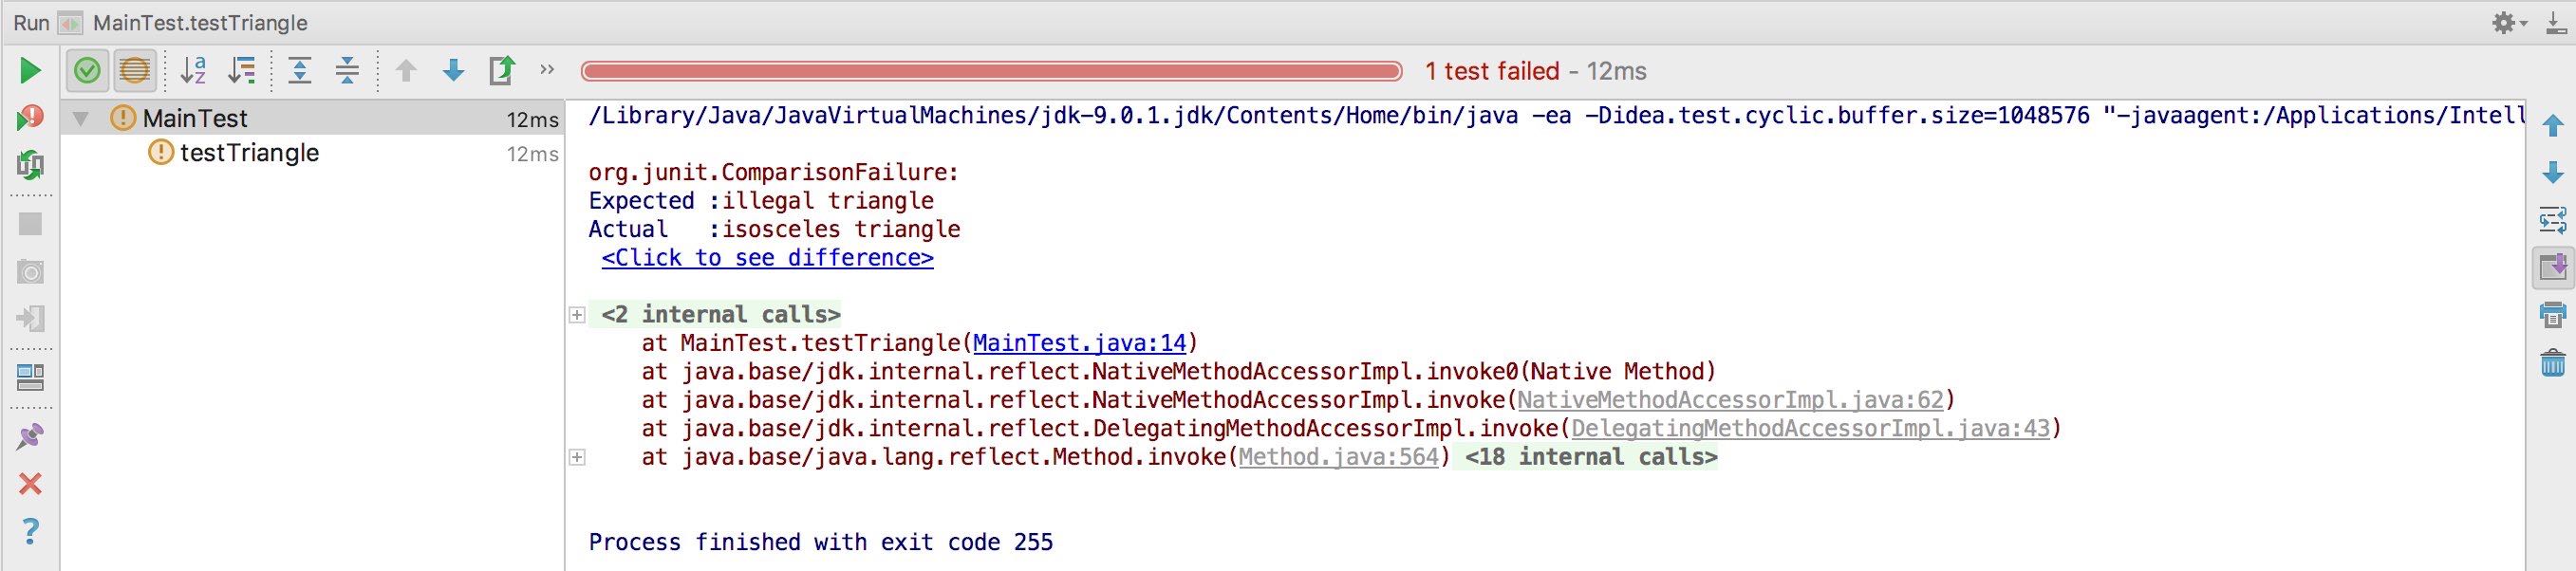 Run MainTest.testTriangle
1 test failed - 12ms
MainTest 12ms
testTriangle 12ms
/Library/Java/JavaVirtualMachines/jdk-9.0.1.jdk/Contents/Home/bin/java -ea -Didea.test.cyclic.buffer.size=1048576 "-javaagent:/Applications/Intell
org.junit.ComparisonFailure:
Expected :illegal triangle
Actual   :isosceles triangle
<Click to see difference>
<2 internal calls>
at MainTest.testTriangle(MainTest.java:14)
at java.base/jdk.internal.reflect.NativeMethodAccessorImpl.invoke0(Native Method)
at java.base/jdk.internal.reflect.NativeMethodAccessorImpl.invoke(NativeMethodAccessorImpl.java:62)
at java.base/jdk.internal.reflect.DelegatingMethodAccessorImpl.invoke(DelegatingMethodAccessorImpl.java:43)
at java.base/java.lang.reflect.Method.invoke(Method.java:564) <18 internal calls>
Process finished with exit code 255